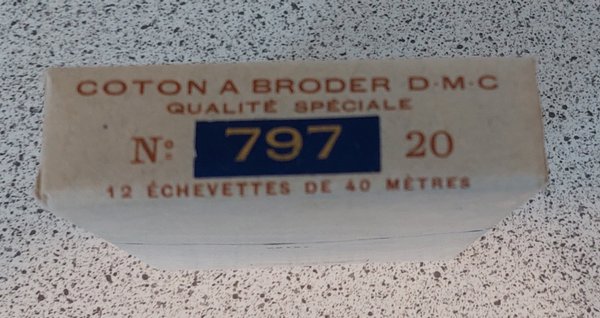 COTON A BRODER D·M·C
QUALITÉ SPÉCIALE
Nº 797 20
12 ÉCHEVETTES DE 40 MÈTRES